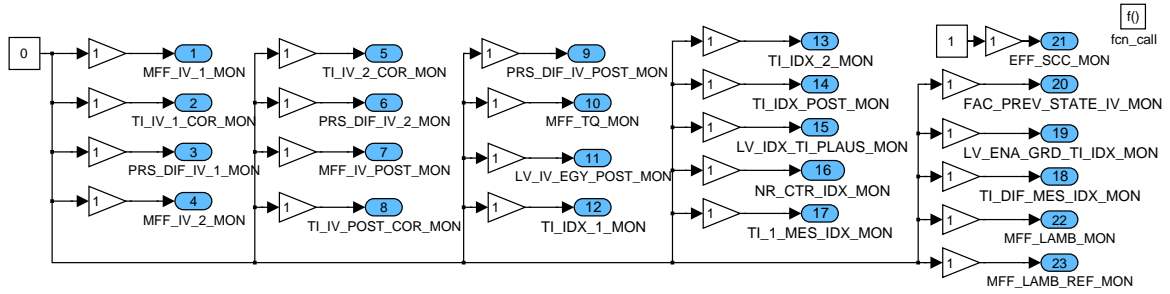 0
1
1
MFF_IV_1_MON
1
2
TI_IV_1_COR_MON
1
3
PRS_DIF_IV_1_MON
1
4
MFF_IV_2_MON
1
5
TI_IV_2_COR_MON
1
6
PRS_DIF_IV_2_MON
1
7
MFF_IV_POST_MON
1
8
TI_IV_POST_COR_MON
1
9
PRS_DIF_IV_POST_MON
1
10
MFF_TQ_MON
1
11
LV_IV_EGY_POST_MON
1
12
TI_IDX_1_MON
1
13
TI_IDX_2_MON
1
14
TI_IDX_POST_MON
1
15
LV_IDX_TI_PLAUS_MON
1
16
NR_CTR_IDX_MON
1
17
TI_1_MES_IDX_MON
1
1
21
EFF_SCC_MON
f()
fcn_call
1
20
FAC_PREV_STATE_IV_MON
1
19
LV_ENA_GRD_TI_IDX_MON
1
18
TI_DIF_MES_IDX_MON
1
22
MFF_LAMB_MON
1
23
MFF_LAMB_REF_MON